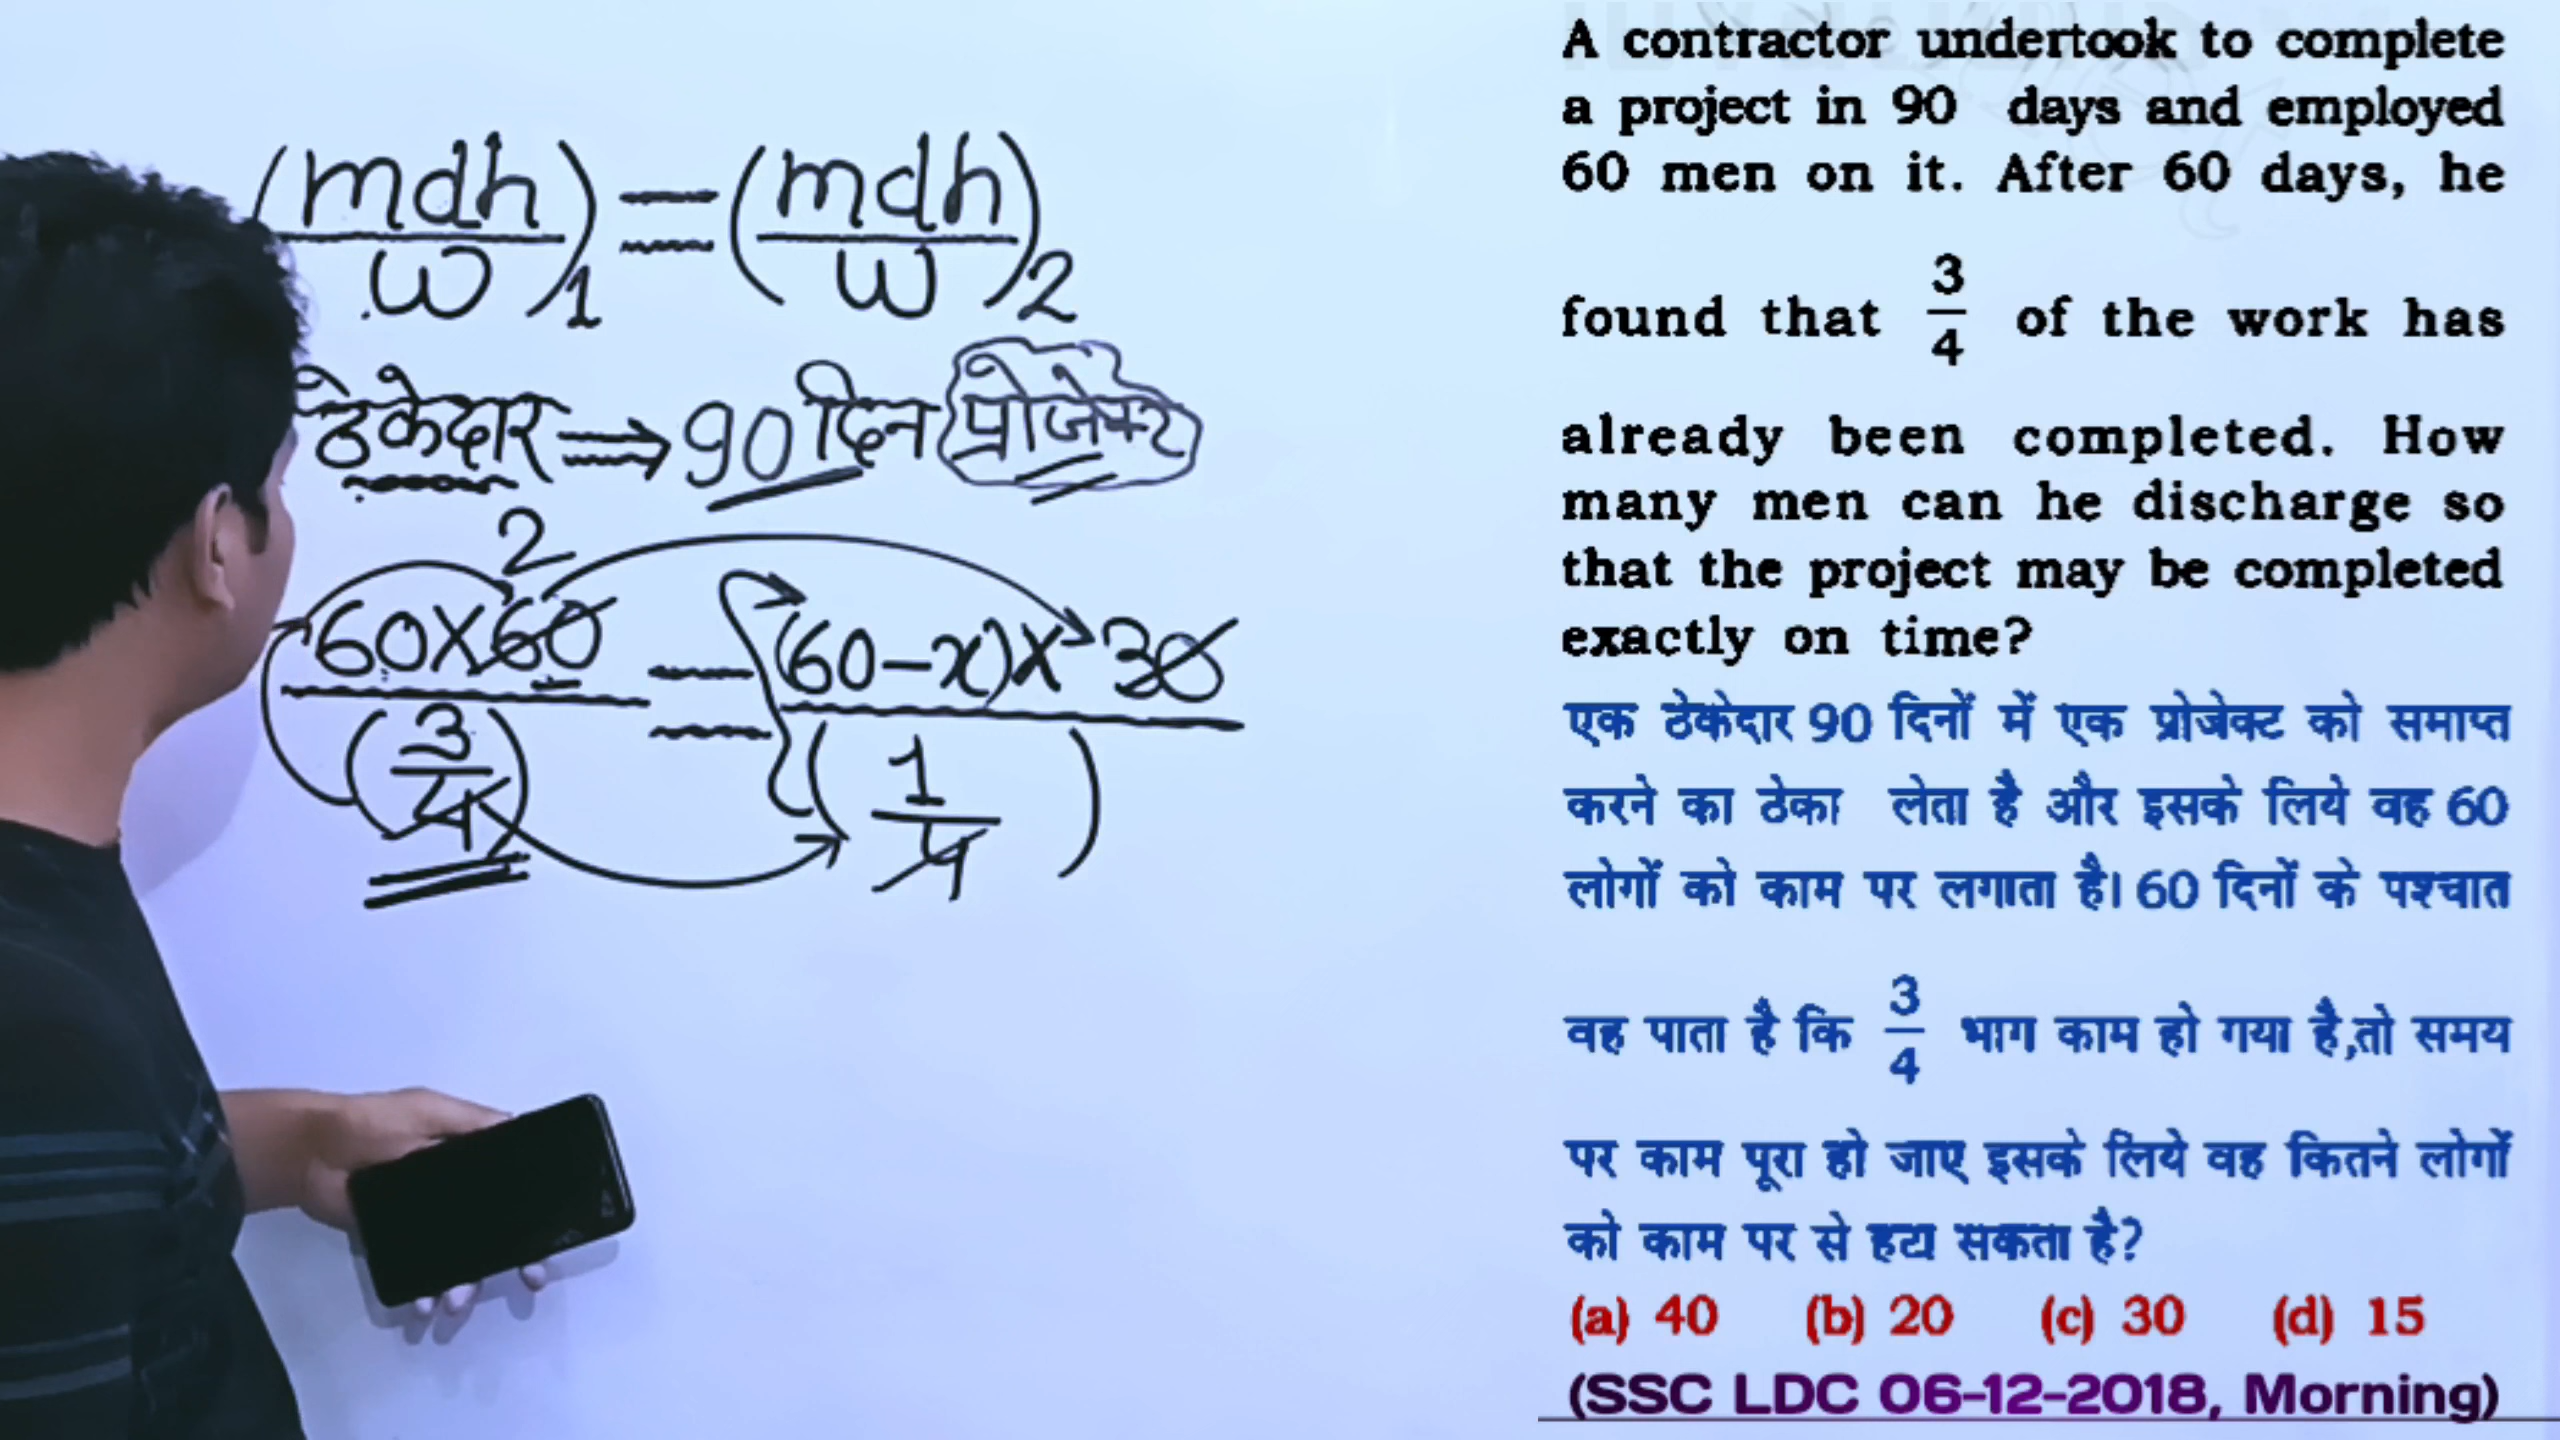 (mdh/w)1 = (mdh/w)2
ठेकेदार ⇒ 90 दिन प्रोजेक्ट
2
60×60 / (3/4) = (60-x)×30 / (1/4)
A contractor undertook to complete
a project in 90 days and employed
60 men on it. After 60 days, he
found that 3/4 of the work has
already been completed. How
many men can he discharge so
that the project may be completed
exactly on time?
एक ठेकेदार 90 दिनों में एक प्रोजेक्ट को समाप्त
करने का ठेका लेता है और इसके लिये वह 60
लोगों को काम पर लगाता है। 60 दिनों के पश्चात
वह पाता है कि 3/4 भाग काम हो गया है,तो समय
पर काम पूरा हो जाए इसके लिये वह कितने लोगों
को काम पर से हटा सकता है?
(a) 40 (b) 20 (c) 30 (d) 15
(SSC LDC 06-12-2018, Morning)